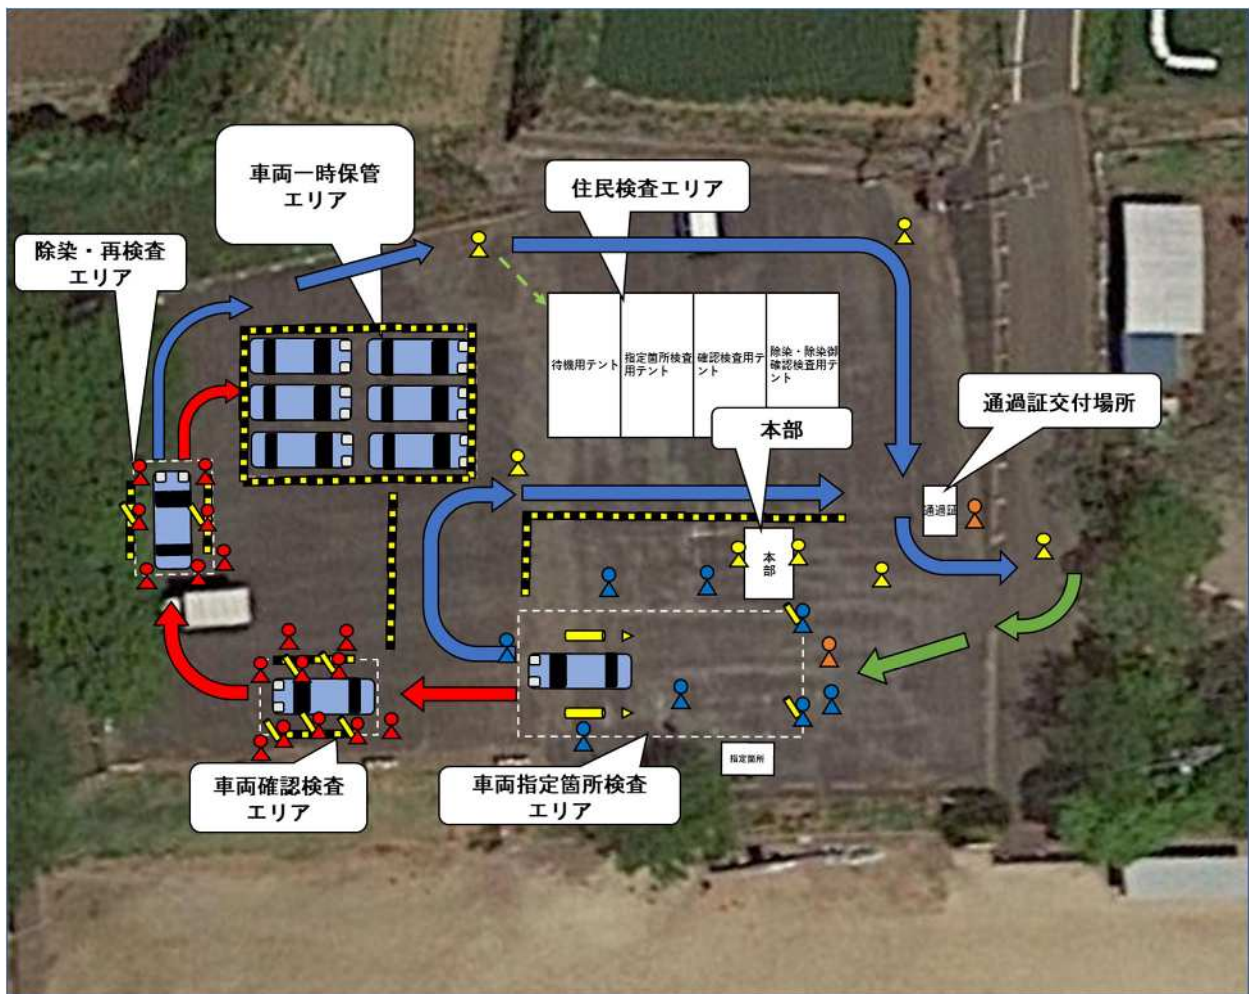 車両一時保管
エリア
住民検査エリア
除染・再検査
エリア
待機用テント
指定箇所検査
用テント
確認検査用テ
ント
除染・除染御
確認検査用テ
ント
通過証交付場所
本部
通過証
本
部
指定箇所
車両確認検査
エリア
車両指定箇所検査
エリア